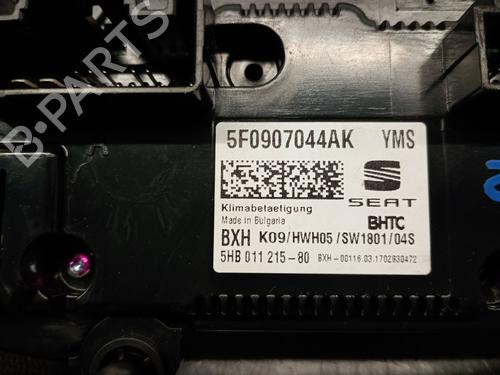 B-PARTS
5F0907044AK YMS
SEAT
Klimabetaetigung
Made in Bulgaria
BHTC
BXH K09/HWH05/SW1801/04S
5HB 011 215-80 BXH-00116.03.1702830472